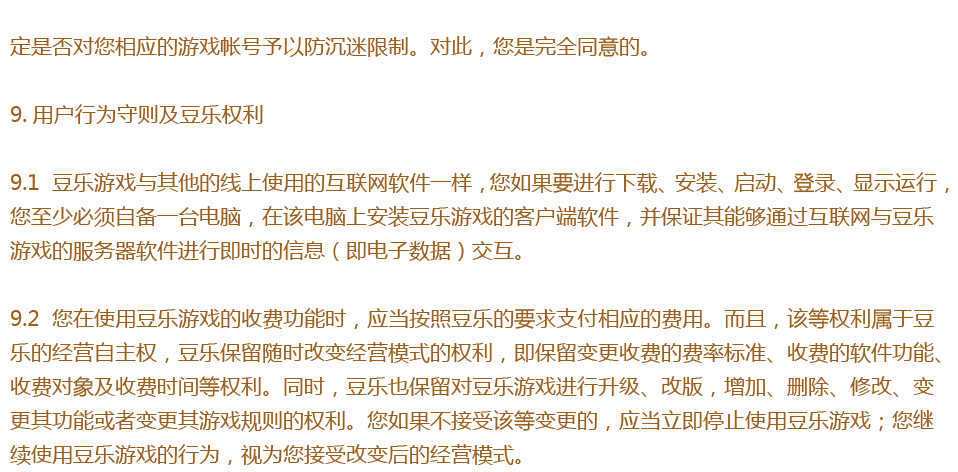 定是否对您相应的游戏帐号予以防沉迷限制。对此，您是完全同意的。
9. 用户行为守则及豆乐权利
9.1 豆乐游戏与其他的线上使用的互联网软件一样，您如果要进行下载、安装、启动、登录、显示运行，
您至少必须自备一台电脑，在该电脑上安装豆乐游戏的客户端软件，并保证其能够通过互联网与豆乐
游戏的服务器软件进行即时的信息（即电子数据）交互。
9.2 您在使用豆乐游戏的收费功能时，应当按照豆乐的要求支付相应的费用。而且，该等权利属于豆
乐的经营自主权，豆乐保留随时改变经营模式的权利，即保留变更收费的费率标准、收费的软件功能、
收费对象及收费时间等权利。同时，豆乐也保留对豆乐游戏进行升级、改版，增加、删除、修改、变
更其功能或者变更其游戏规则的权利。您如果不接受该等变更的，应当立即停止使用豆乐游戏；您继
续使用豆乐游戏的行为，视为您接受改变后的经营模式。